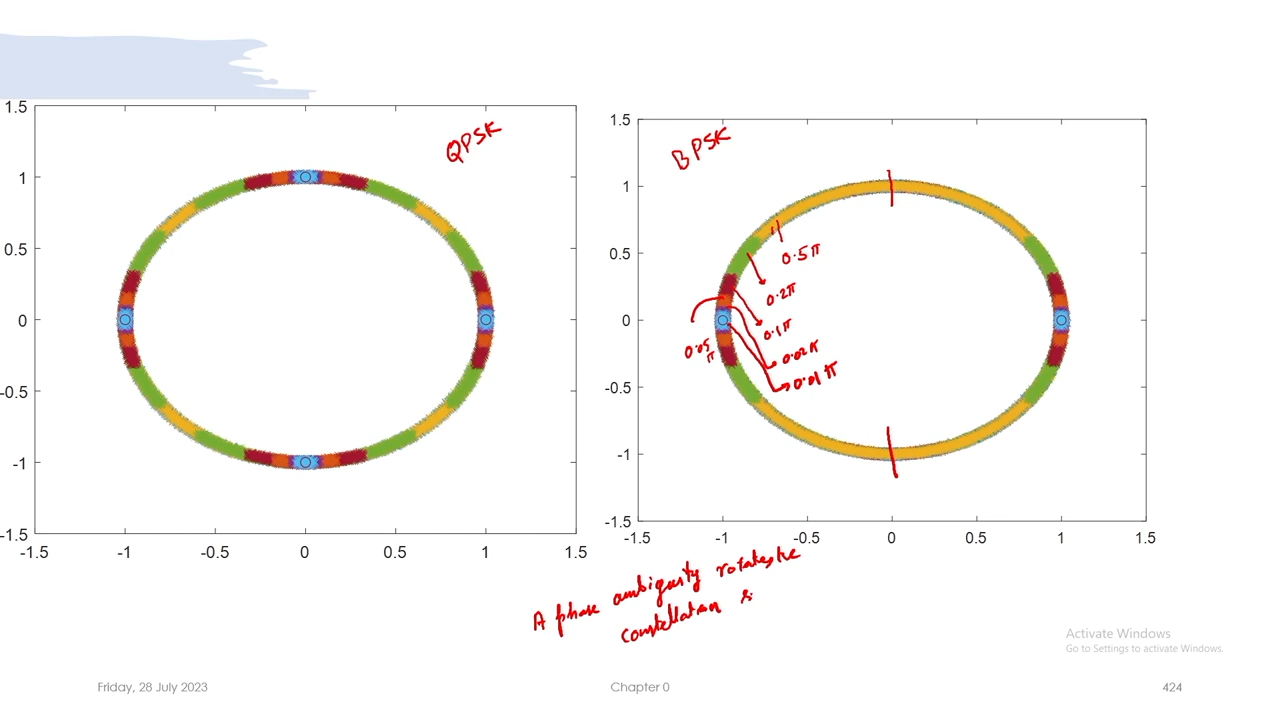 QPSK
1.5
1
0.5
0
-0.5
-1
-1.5
-1.5 -1 -0.5 0 0.5 1 1.5
BPSK
1.5
1
0.5
0
-0.5
-1
-1.5
-1.5 -1 -0.5 0 0.5 1 1.5
0.5π
0.2π
0.1π
0.02π
0.01π
0.05
π
A phase ambiguity rotates the
constellation &
Activate Windows
Go to Settings to activate Windows.
Friday, 28 July 2023 Chapter 0 424